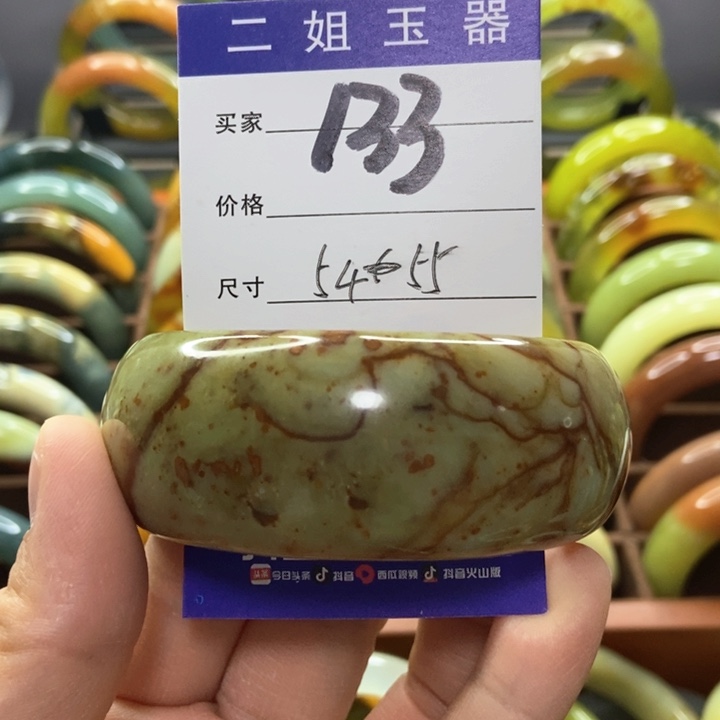 二姐玉器
买家
133
价格
尺寸 54-55
今日头条 抖音 西瓜视频 抖音火山版